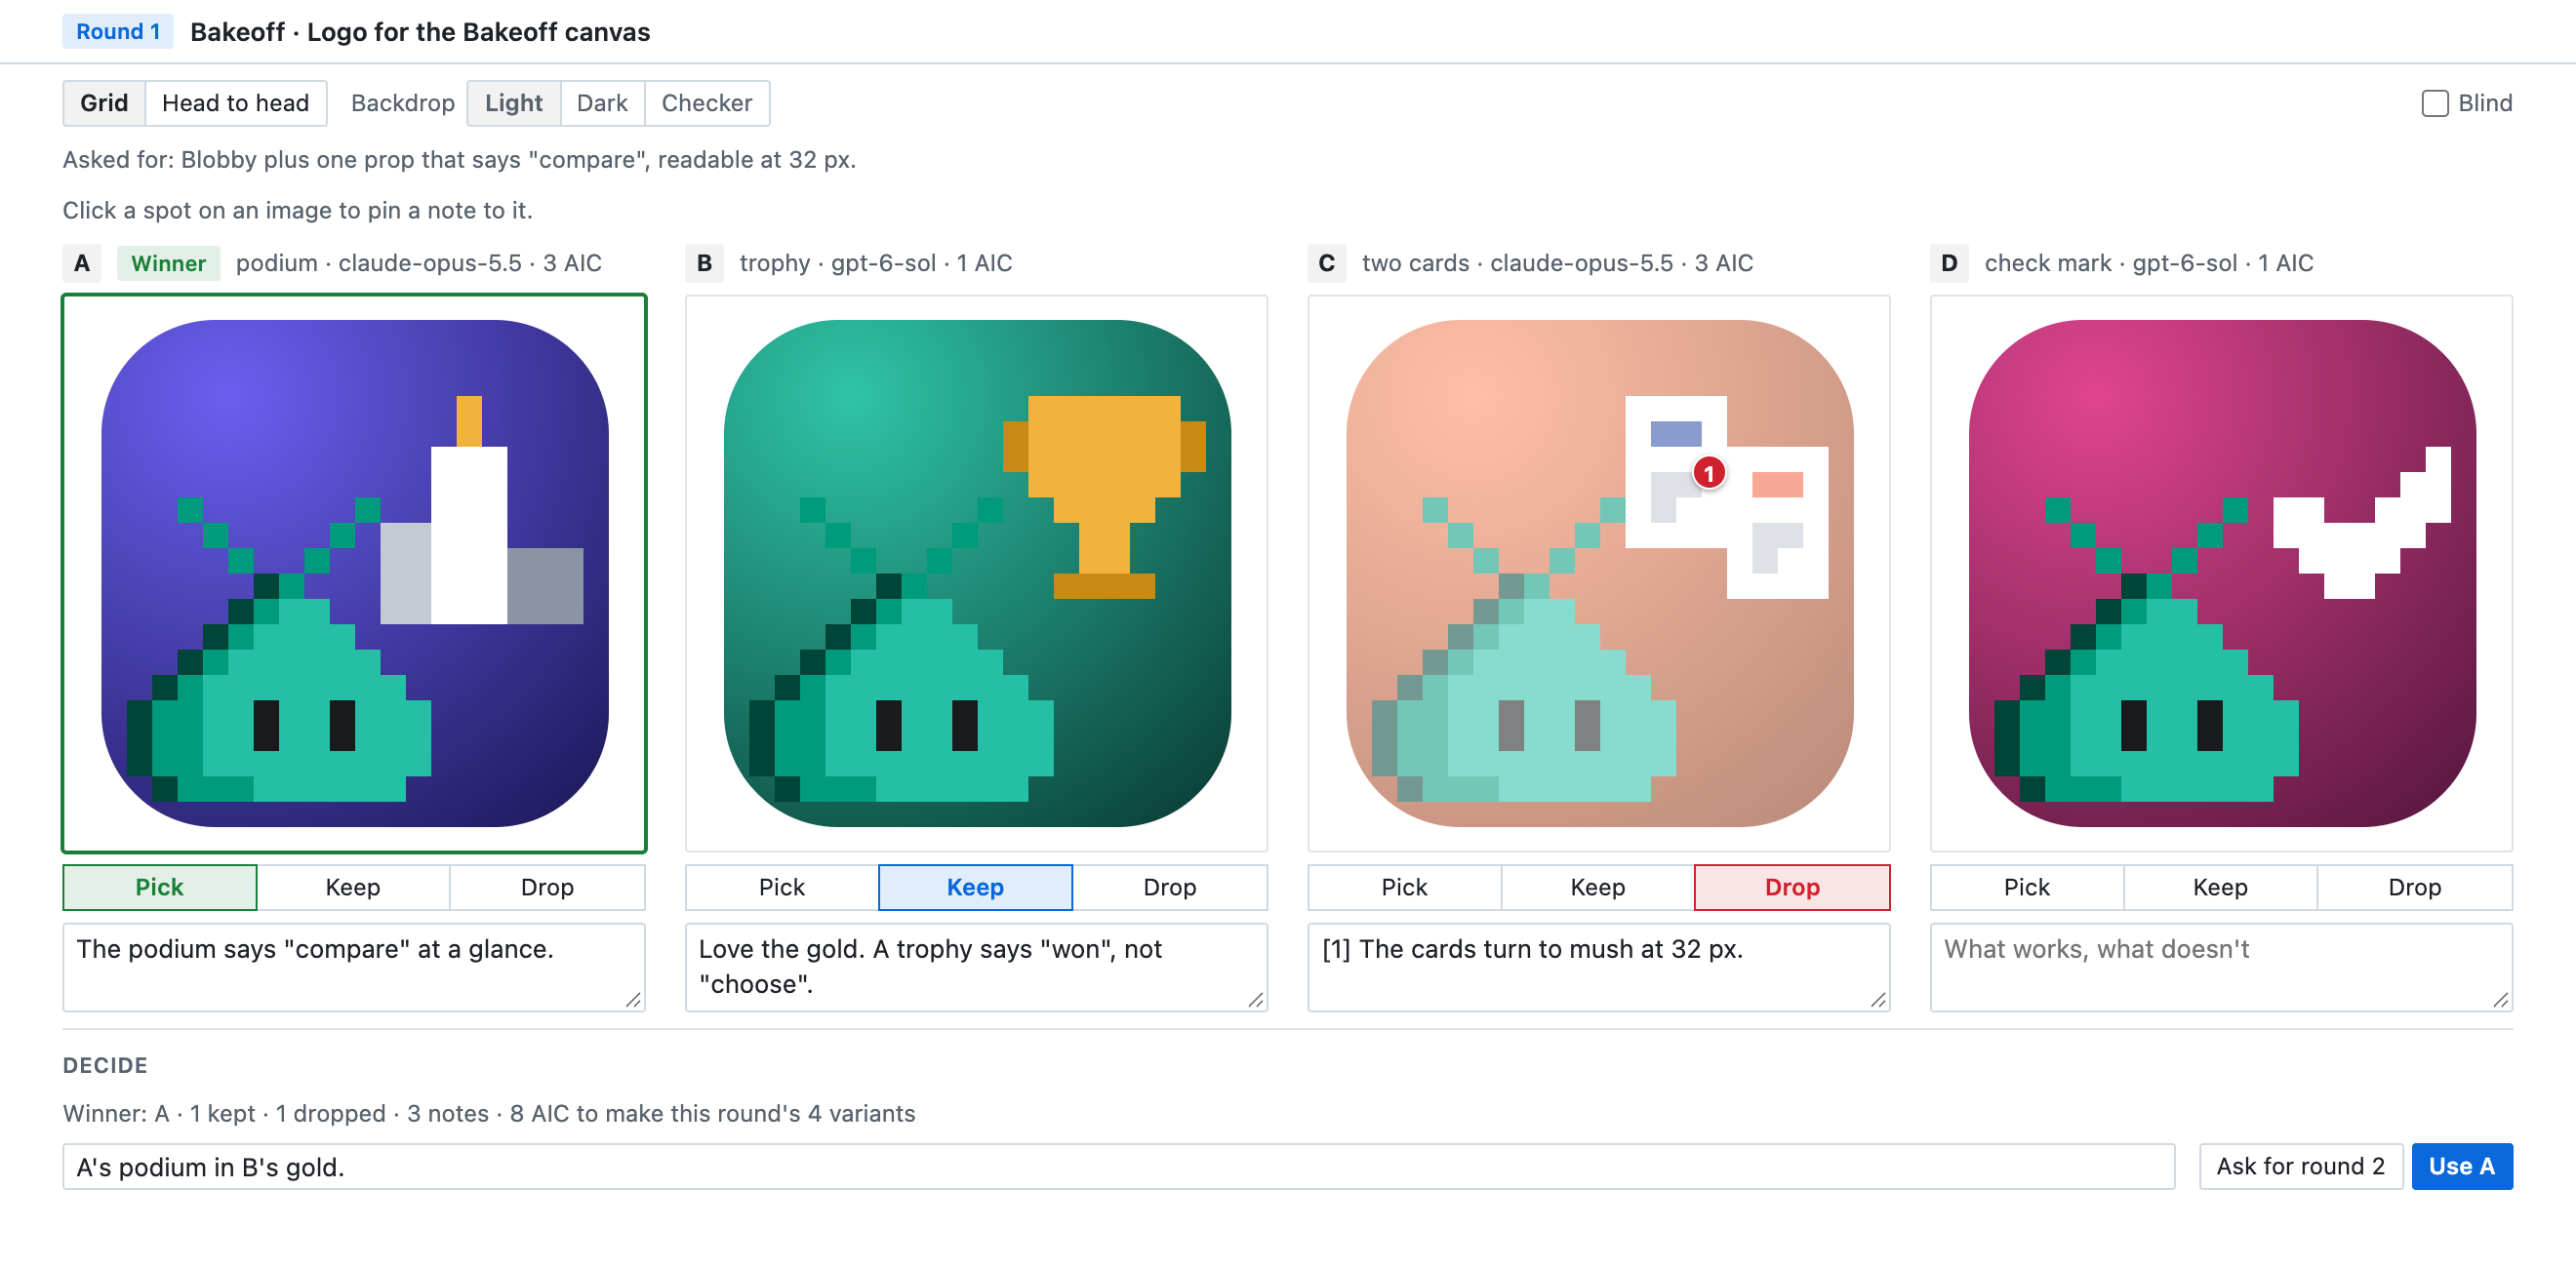 Round 1 Bakeoff · Logo for the Bakeoff canvas
Grid Head to head Backdrop Light Dark Checker Blind
Asked for: Blobby plus one prop that says "compare", readable at 32 px.
Click a spot on an image to pin a note to it.
A Winner podium · claude-opus-5.5 · 3 AIC
B trophy · gpt-6-sol · 1 AIC
C two cards · claude-opus-5.5 · 3 AIC
D check mark · gpt-6-sol · 1 AIC
1
Pick Keep Drop
Pick Keep Drop
Pick Keep Drop
Pick Keep Drop
The podium says "compare" at a glance.
Love the gold. A trophy says "won", not
"choose".
[1] The cards turn to mush at 32 px.
What works, what doesn't
DECIDE
Winner: A · 1 kept · 1 dropped · 3 notes · 8 AIC to make this round's 4 variants
A's podium in B's gold.
Ask for round 2 Use A